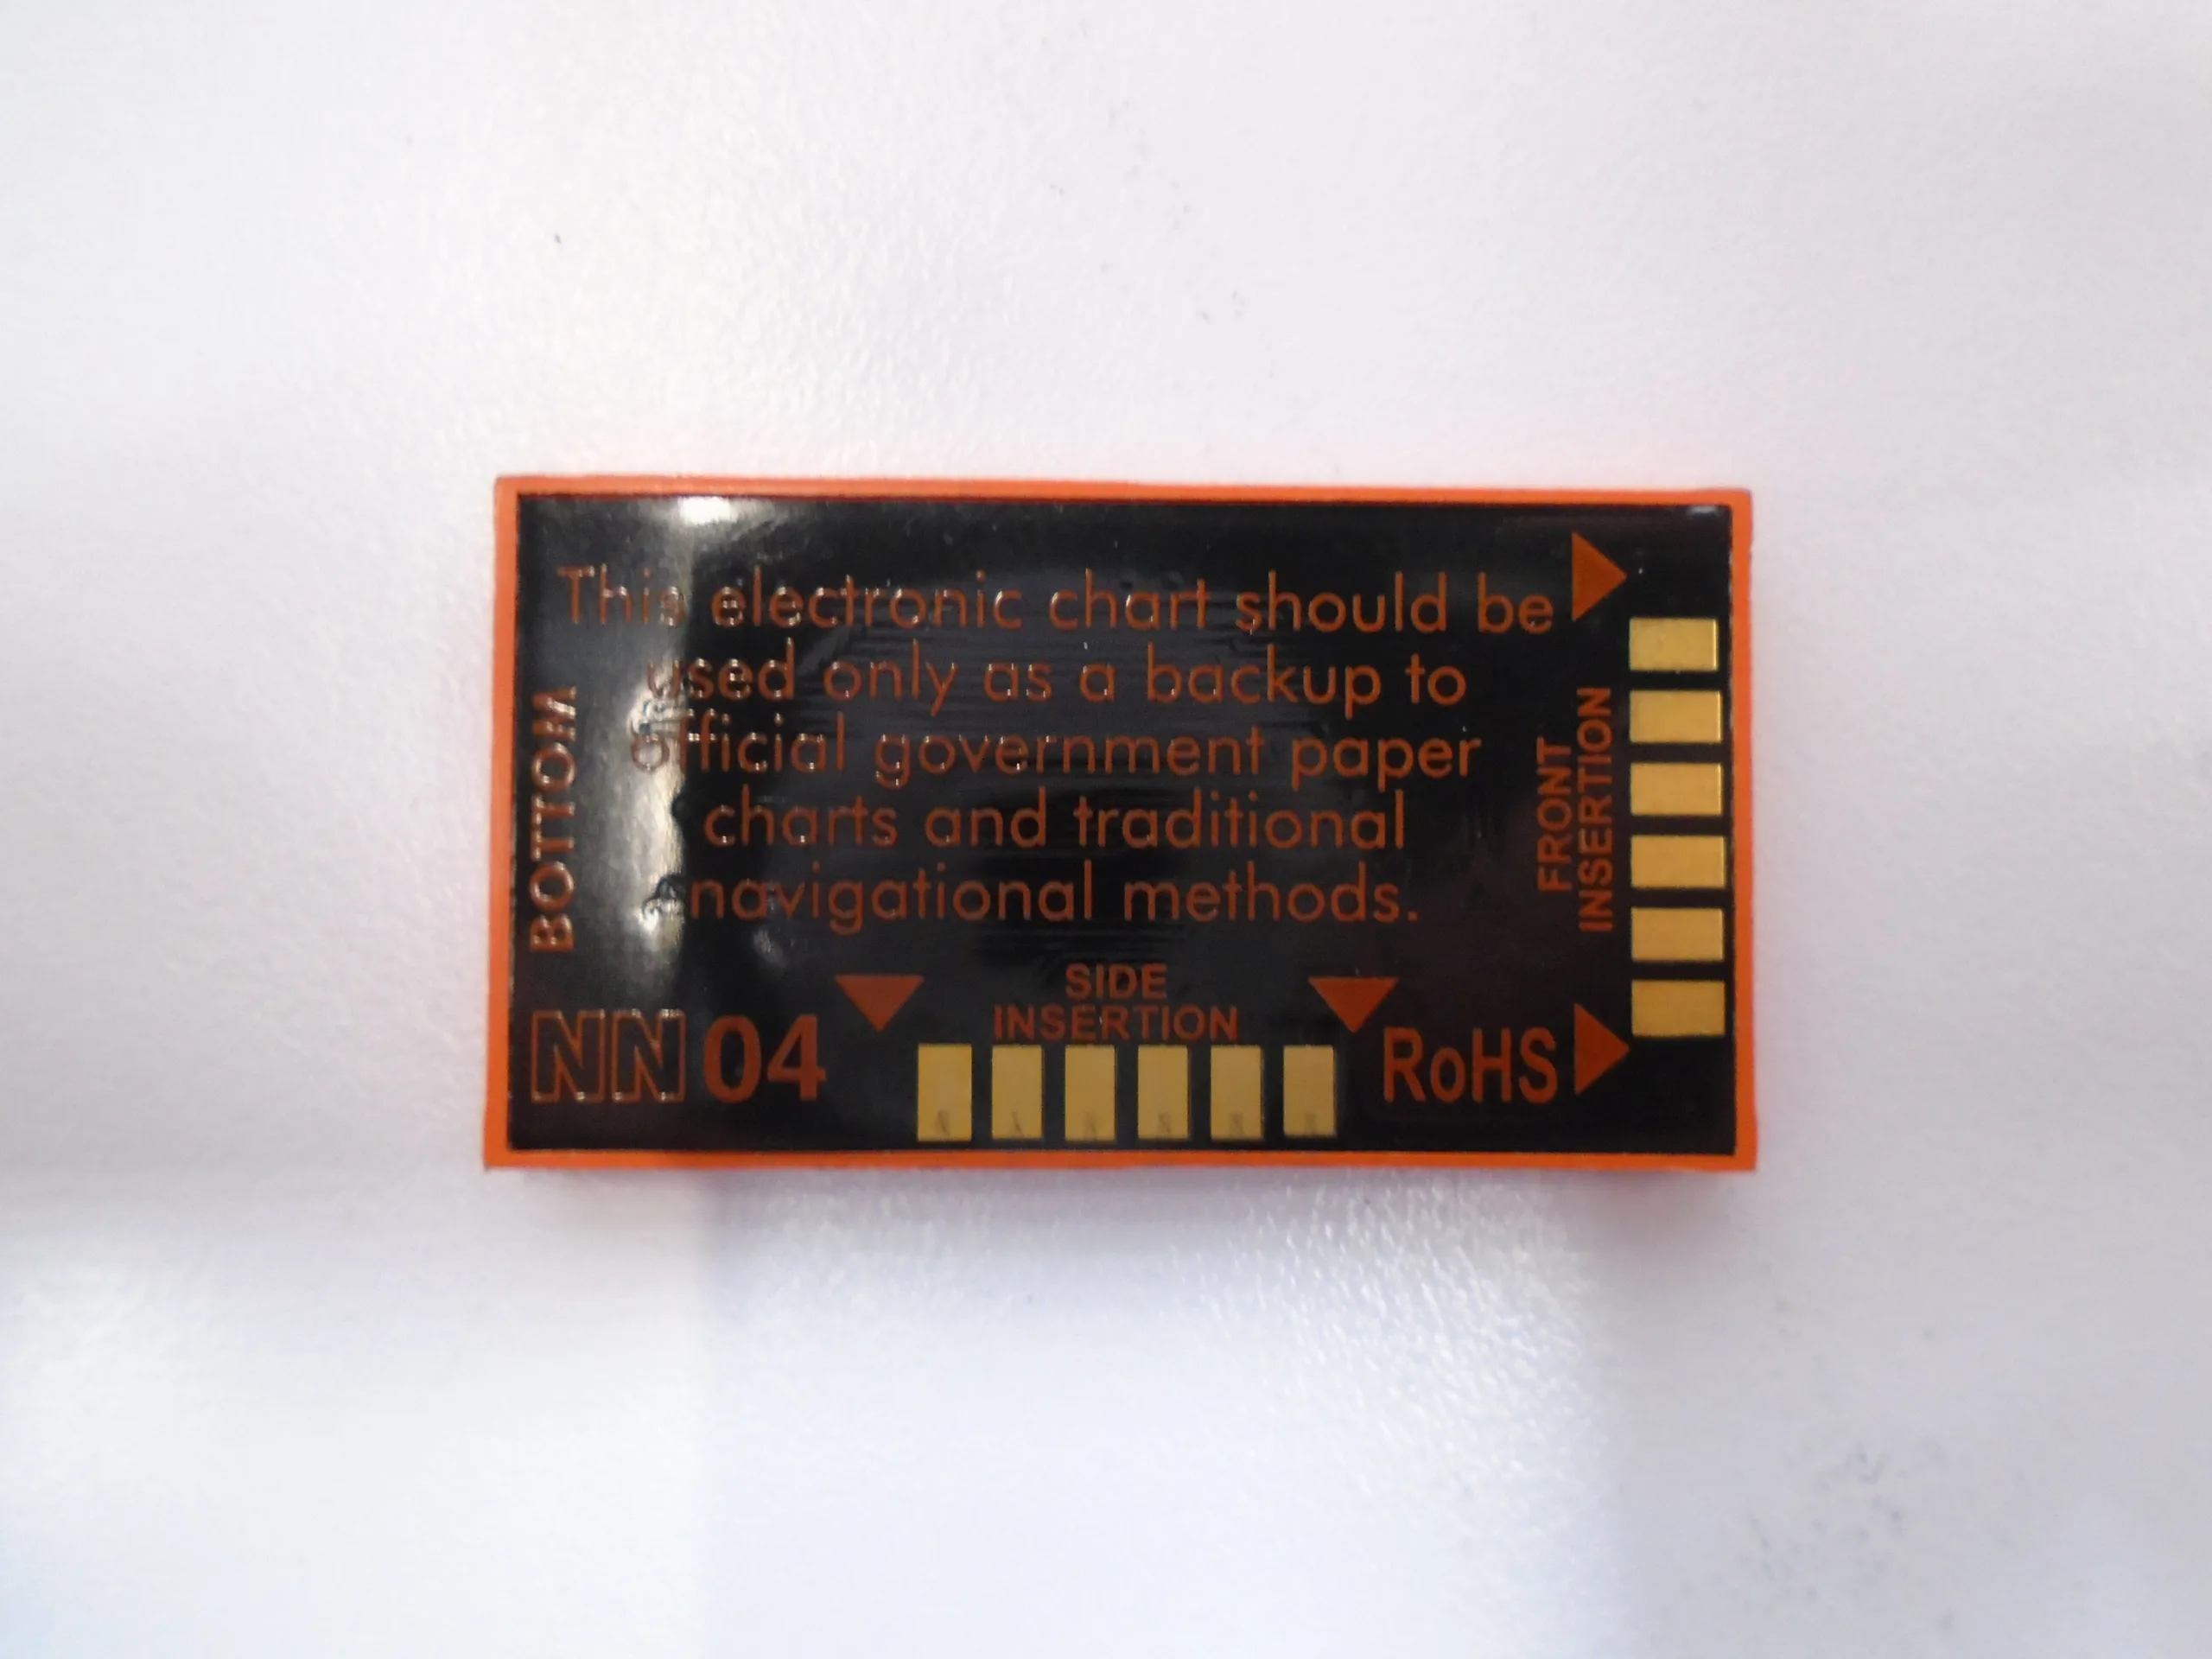 This electronic chart should be
used only as a backup to
official government paper
charts and traditional
navigational methods.
BOTTOM
FRONT
INSERTION
SIDE
INSERTION
NN 04
RoHS